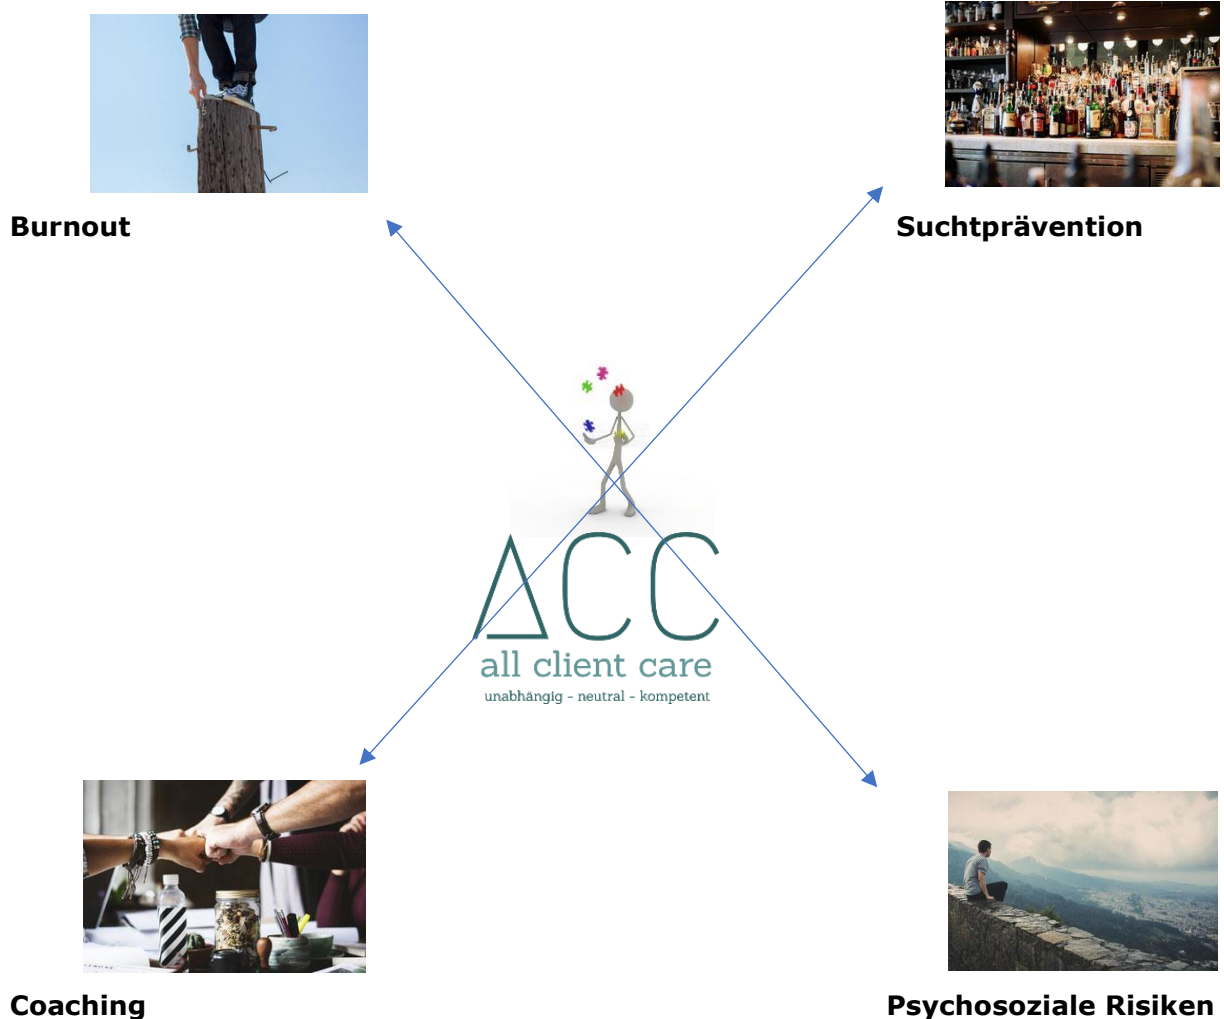 Burnout
Suchtprävention
ACC
all client care
unabhängig - neutral - kompetent
Coaching
Psychosoziale Risiken